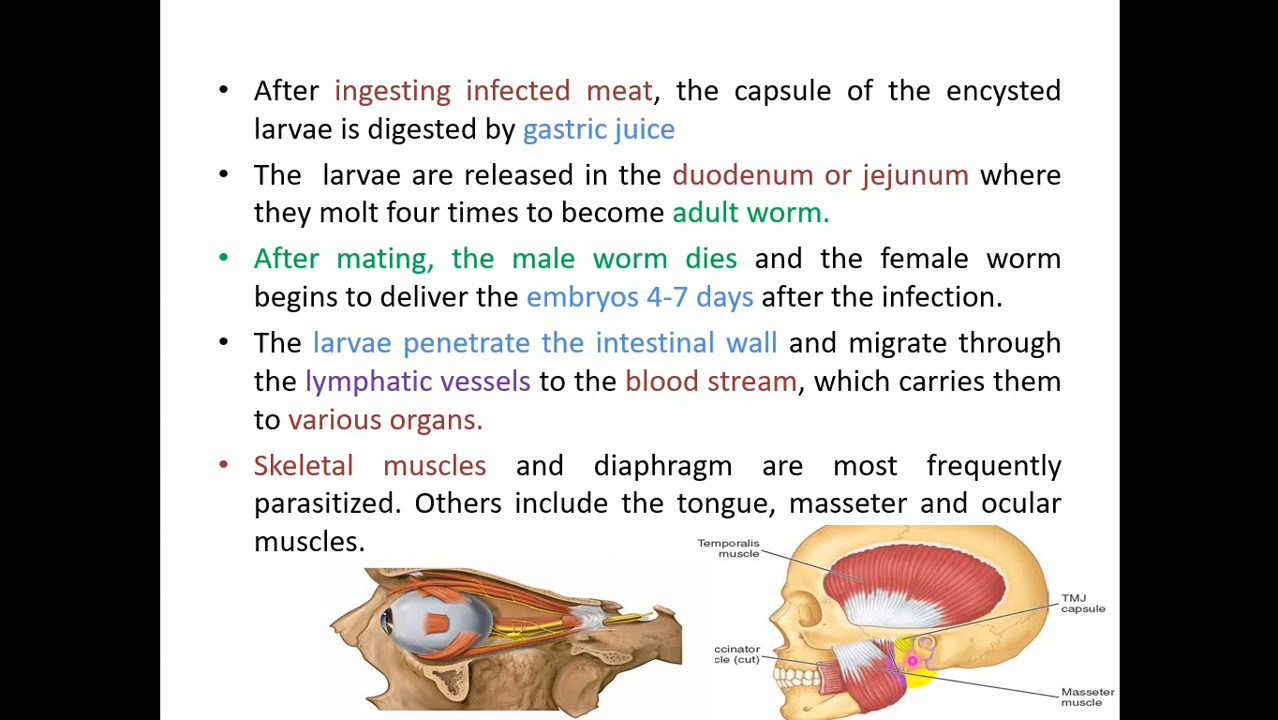 • After ingesting infected meat, the capsule of the encysted
larvae is digested by gastric juice
• The larvae are released in the duodenum or jejunum where
they molt four times to become adult worm.
• After mating, the male worm dies and the female worm
begins to deliver the embryos 4-7 days after the infection.
• The larvae penetrate the intestinal wall and migrate through
the lymphatic vessels to the blood stream, which carries them
to various organs.
• Skeletal muscles and diaphragm are most frequently
parasitized. Others include the tongue, masseter and ocular
muscles.
Temporalis
muscle
TMJ
capsule
ccinator
cle (cut)
Masseter
muscle